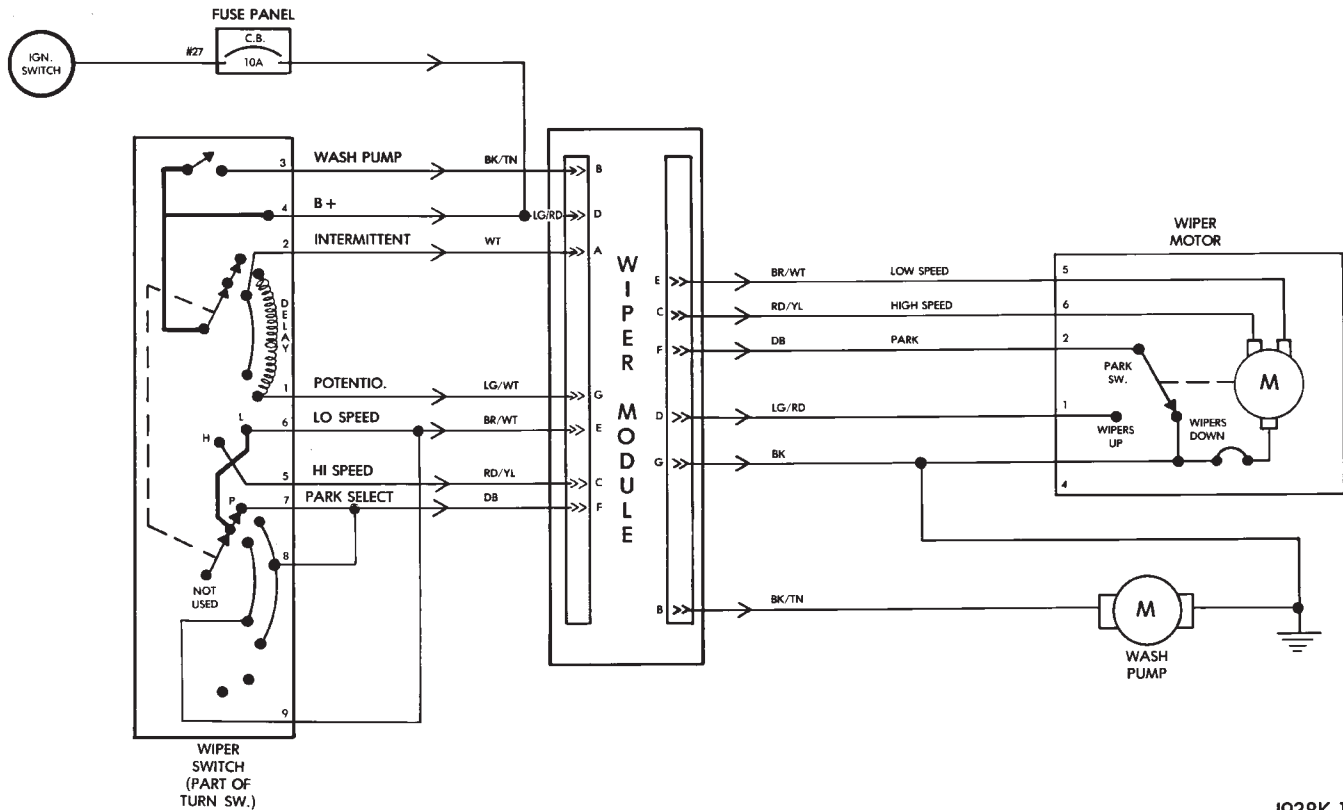 FUSE PANEL
IGN.
SWITCH
#27
C.B.
10A
3
WASH PUMP
BK/TN
B
4
B+
LG/RD
D
2
INTERMITTENT
WT
A
DELAY
1
POTENTIO.
LG/WT
G
L
6
LO SPEED
BR/WT
E
H
5
HI SPEED
RD/YL
C
P
7
PARK SELECT
DB
F
8
NOT
USED
9
WIPER
SWITCH
(PART OF
TURN SW.)
WIPER MODULE
E
BR/WT
LOW SPEED
5
C
RD/YL
HIGH SPEED
6
F
DB
PARK
2
D
LG/RD
1
G
BK
4
B
BK/TN
WIPER
MOTOR
PARK
SW.
M
WIPERS
UP
WIPERS
DOWN
M
WASH
PUMP